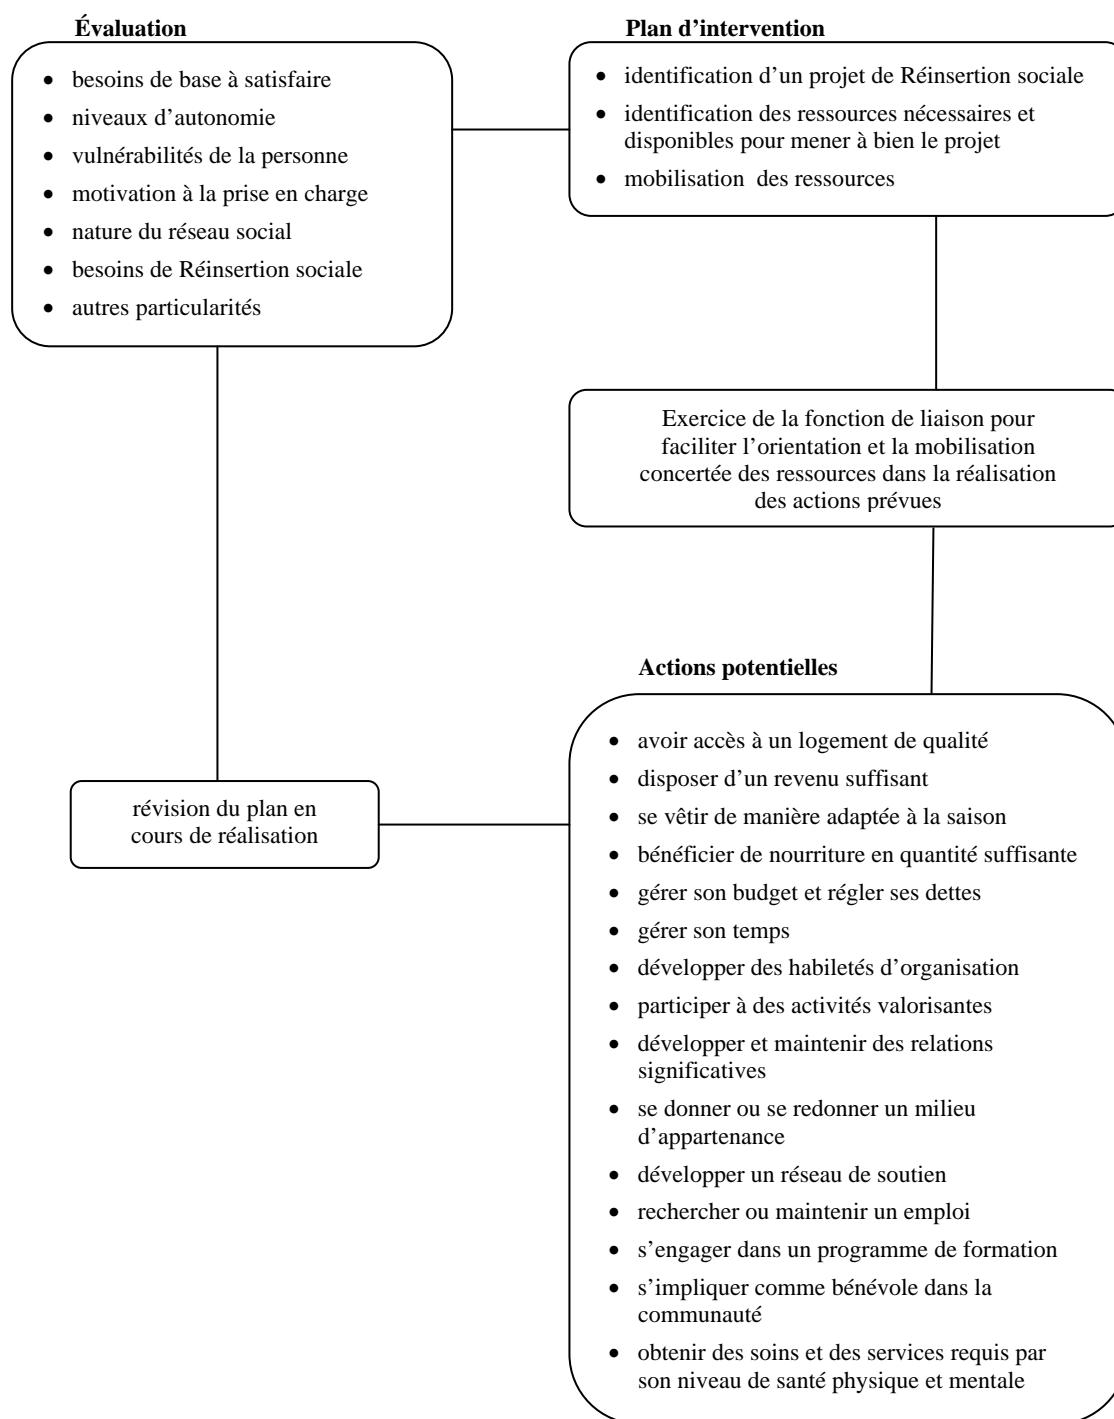 Évaluation
• besoins de base à satisfaire
• niveaux d'autonomie
• vulnérabilités de la personne
• motivation à la prise en charge
• nature du réseau social
• besoins de Réinsertion sociale
• autres particularités
Plan d'intervention
• identification d'un projet de Réinsertion sociale
• identification des ressources nécessaires et
disponibles pour mener à bien le projet
• mobilisation des ressources
Exercice de la fonction de liaison pour
faciliter l'orientation et la mobilisation
concertée des ressources dans la réalisation
des actions prévues
Actions potentielles
• avoir accès à un logement de qualité
• disposer d'un revenu suffisant
• se vêtir de manière adaptée à la saison
• bénéficier de nourriture en quantité suffisante
• gérer son budget et régler ses dettes
• gérer son temps
• développer des habiletés d'organisation
• participer à des activités valorisantes
• développer et maintenir des relations
significatives
• se donner ou se redonner un milieu
d'appartenance
• développer un réseau de soutien
• rechercher ou maintenir un emploi
• s'engager dans un programme de formation
• s'impliquer comme bénévole dans la
communauté
• obtenir des soins et des services requis par
son niveau de santé physique et mentale
révision du plan en
cours de réalisation